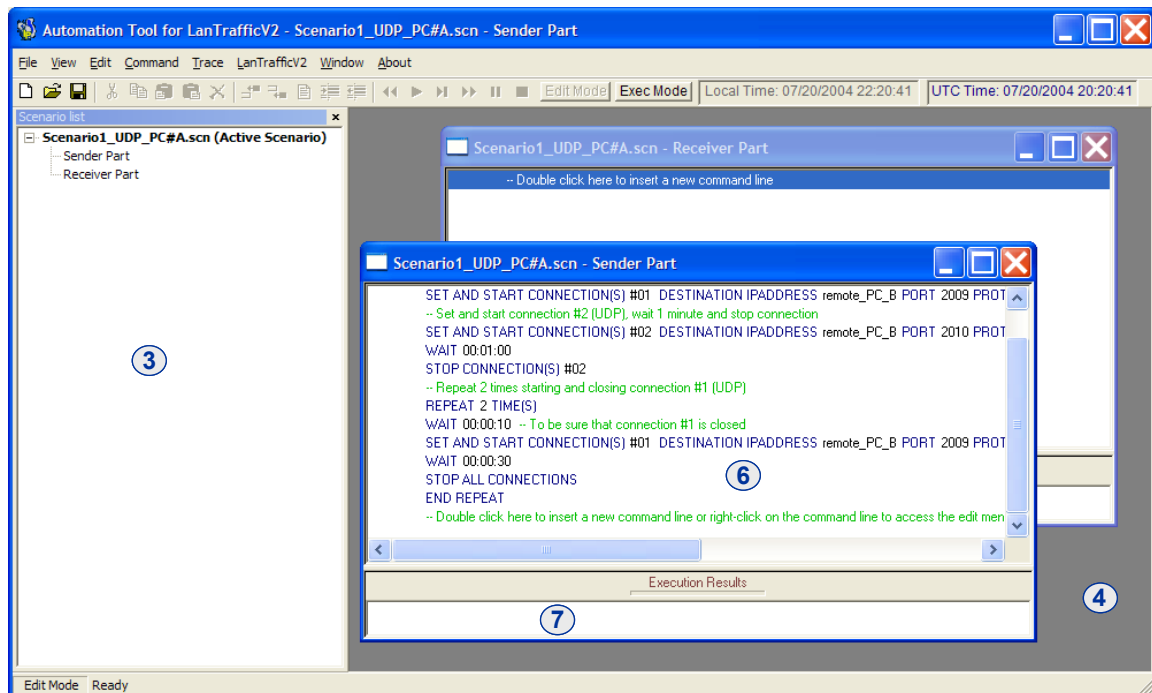 Automation Tool for LanTrafficV2 - Scenario1_UDP_PC#A.scn - Sender Part
File View Edit Command Trace LanTrafficV2 Window About
Edit Mode Exec Mode Local Time: 07/20/2004 22:20:41 UTC Time: 07/20/2004 20:20:41
Scenario list
Scenario1_UDP_PC#A.scn (Active Scenario)
Sender Part
Receiver Part
3
Scenario1_UDP_PC#A.scn - Receiver Part
-- Double click here to insert a new command line
Scenario1_UDP_PC#A.scn - Sender Part
SET AND START CONNECTION(S) #01 DESTINATION IPADDRESS remote_PC_B PORT 2009 PROT
-- Set and start connection #2 (UDP), wait 1 minute and stop connection
SET AND START CONNECTION(S) #02 DESTINATION IPADDRESS remote_PC_B PORT 2010 PROT
WAIT 00:01:00
STOP CONNECTION(S) #02
-- Repeat 2 times starting and closing connection #1 (UDP)
REPEAT 2 TIME(S)
WAIT 00:00:10 -- To be sure that connection #1 is closed
SET AND START CONNECTION(S) #01 DESTINATION IPADDRESS remote_PC_B PORT 2009 PROT
WAIT 00:00:30
STOP ALL CONNECTIONS
END REPEAT
-- Double click here to insert a new command line or right-click on the command line to access the edit men
6
Execution Results
7
4
Edit Mode Ready